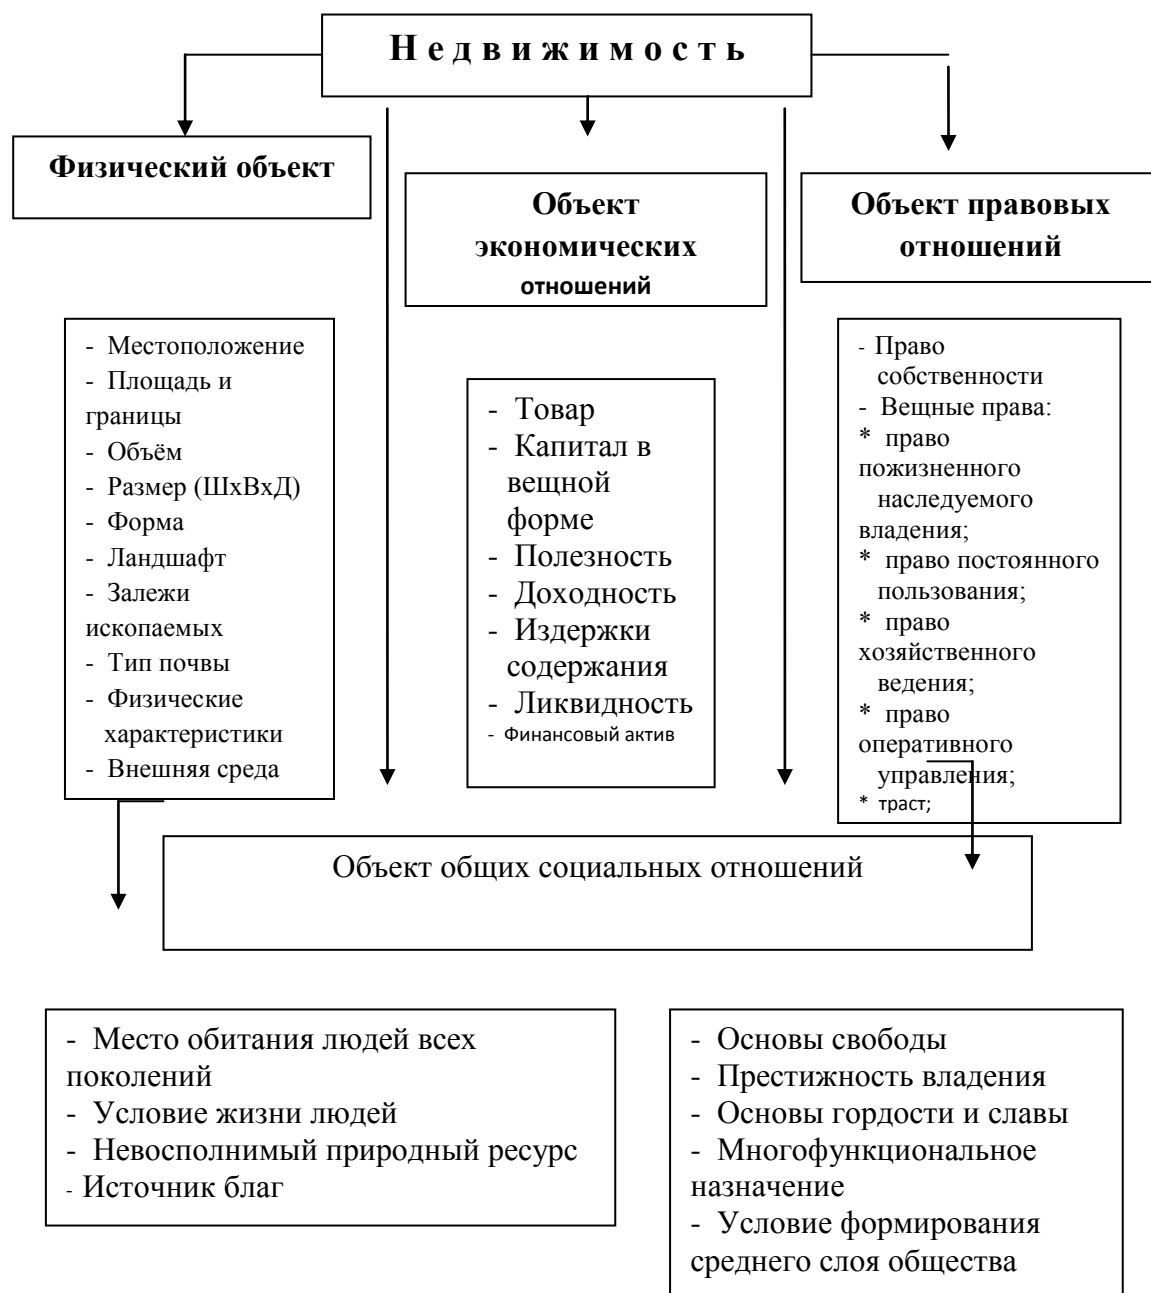 Н е д в и ж и м о с т ь
Физический объект
Объект
экономических
отношений
Объект правовых
отношений
- Местоположение
- Площадь и
границы
- Объём
- Размер (ШхВхД)
- Форма
- Ландшафт
- Залежи
ископаемых
- Тип почвы
- Физические
характеристики
- Внешняя среда
- Товар
- Капитал в
вещной
форме
- Полезность
- Доходность
- Издержки
содержания
- Ликвидность
- Финансовый актив
- Право
собственности
- Вещные права:
* право
пожизненного
наследуемого
владения;
* право постоянного
пользования;
* право
хозяйственного
ведения;
* право
оперативного
управления;
* траст;
Объект общих социальных отношений
- Место обитания людей всех
поколений
- Условие жизни людей
- Невосполнимый природный ресурс
- Источник благ
- Основы свободы
- Престижность владения
- Основы гордости и славы
- Многофункциональное
назначение
- Условие формирования
среднего слоя общества